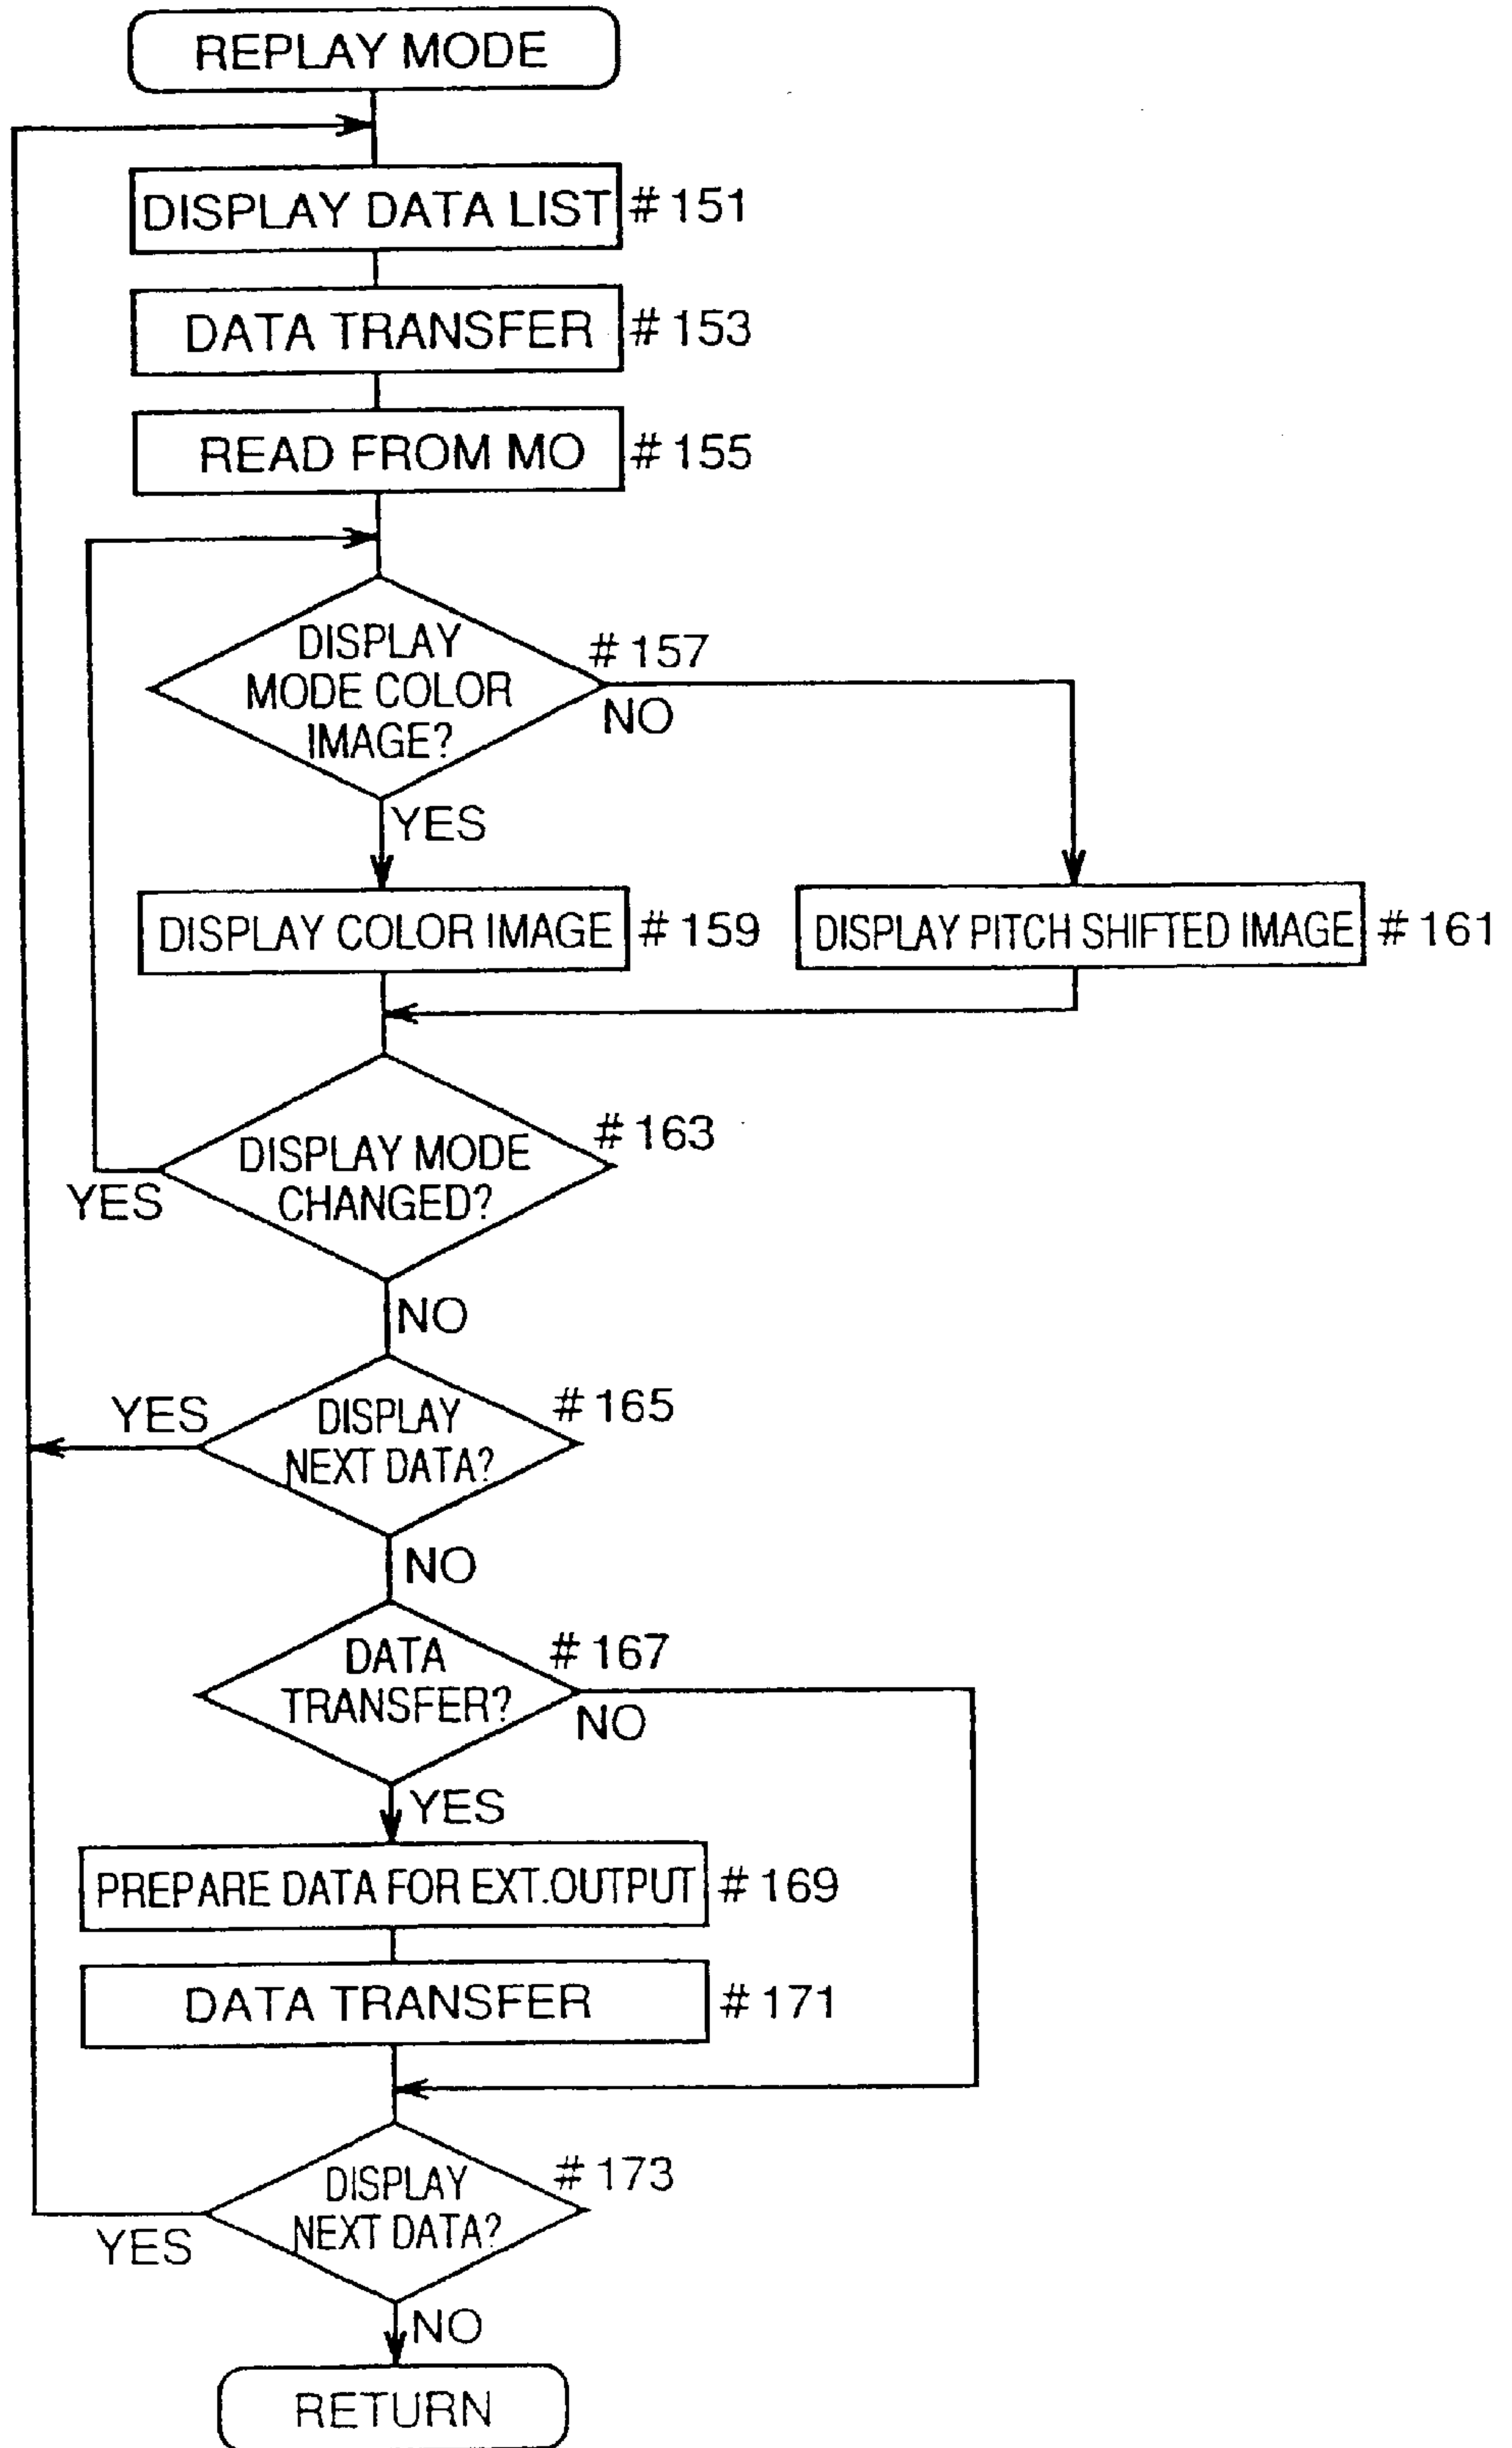 REPLAY MODE
DISPLAY DATA LIST # 151
DATA TRANSFER # 153
READ FROM MO # 155
DISPLAY
MODE COLOR
IMAGE?
# 157
NO
YES
DISPLAY COLOR IMAGE # 159
DISPLAY PITCH SHIFTED IMAGE # 161
DISPLAY MODE
CHANGED?
# 163
YES
NO
DISPLAY
NEXT DATA?
# 165
YES
NO
DATA
TRANSFER?
# 167
NO
YES
PREPARE DATA FOR EXT.OUTPUT # 169
DATA TRANSFER # 171
DISPLAY
NEXT DATA?
# 173
YES
NO
RETURN